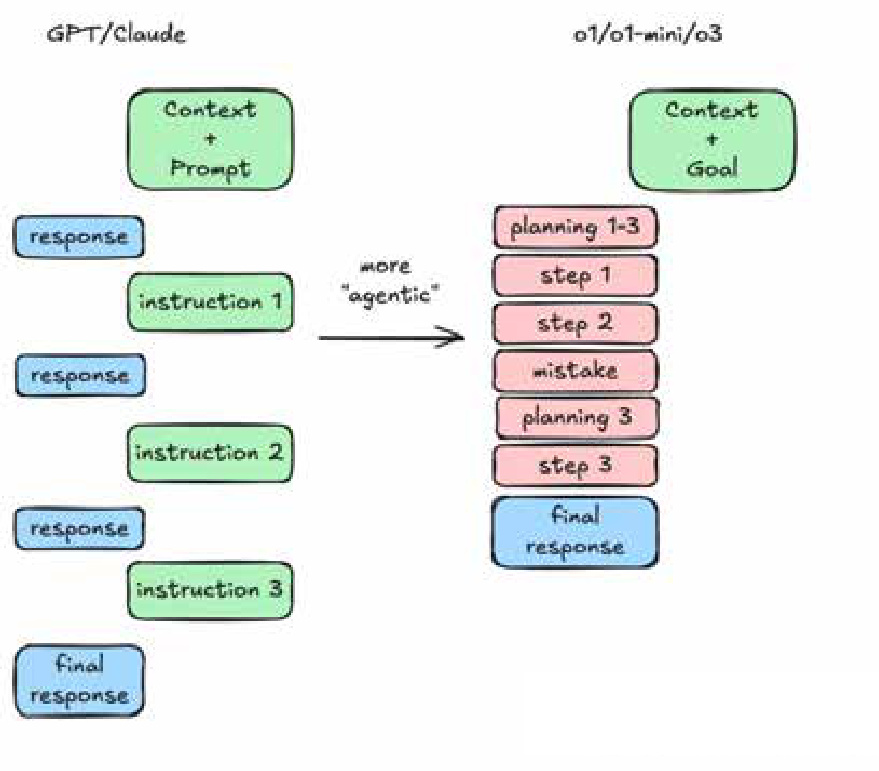 GPT/Claude
Context
+
Prompt
response
instruction 1
response
instruction 2
response
instruction 3
final
response
more
"agentic"
o1/o1-mini/o3
Context
+
Goal
planning 1-3
step 1
step 2
mistake
planning 3
step 3
final
response